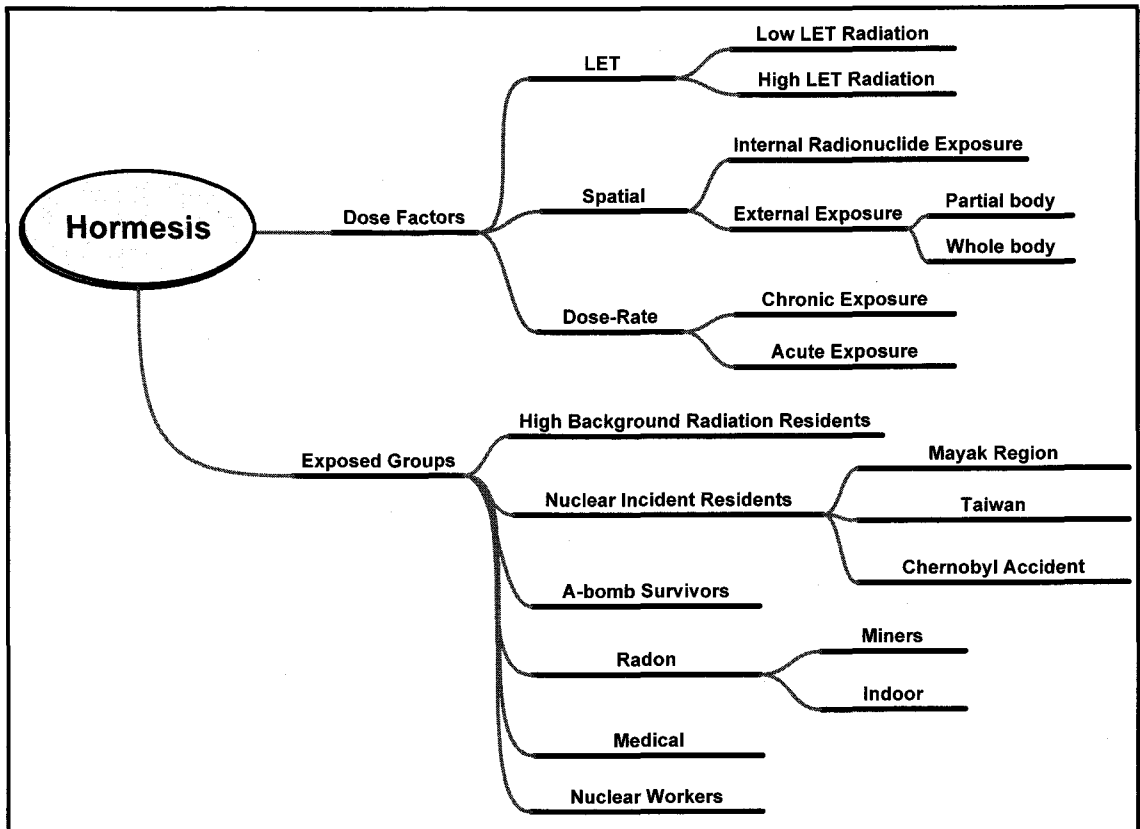 Hormesis
Dose Factors
LET
Low LET Radiation
High LET Radiation
Spatial
Internal Radionuclide Exposure
External Exposure
Partial body
Whole body
Dose-Rate
Chronic Exposure
Acute Exposure
Exposed Groups
High Background Radiation Residents
Nuclear Incident Residents
Mayak Region
Taiwan
Chernobyl Accident
A-bomb Survivors
Radon
Miners
Indoor
Medical
Nuclear Workers